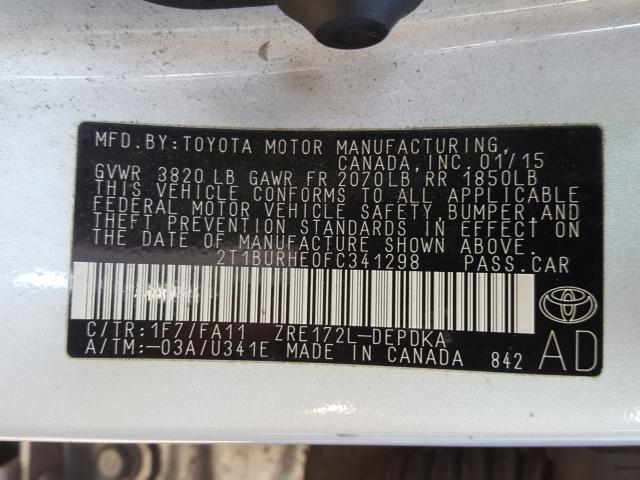 MFD. BY: TOYOTA MOTOR MANUFACTURING,
CANADA, INC. 01/15
GVWR 3820 LB GAWR FR 2070LB RR 1850LB
THIS VEHICLE CONFORMS TO ALL APPLICABLE
FEDERAL MOTOR VEHICLE SAFETY, BUMPER, AND
THEFT PREVENTION STANDARDS IN EFFECT ON
THE DATE OF MANUFACTURE SHOWN ABOVE.
2T1BURHE0FC341298 PASS. CAR
C/TR: 1F7/FA11 ZRE172L-DEPDKA
A/TM: -03A/U341E MADE IN CANADA 842
AD